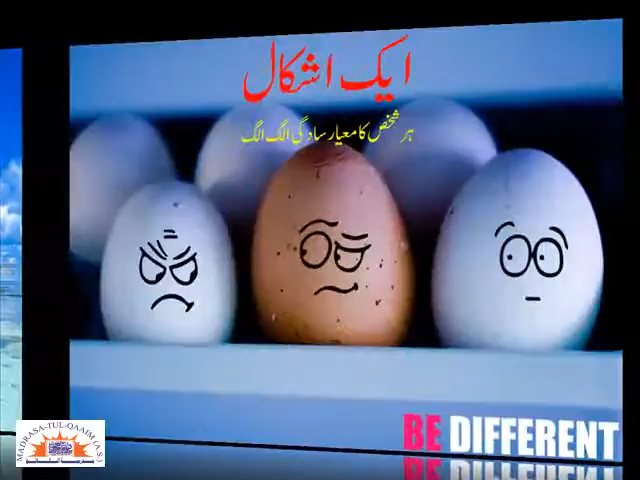 ایک اشکال
ہر شخص کا معیار سادگی الگ الگ
BE DIFFERENT
MADRASA-TUL-QAAIM (A.S)